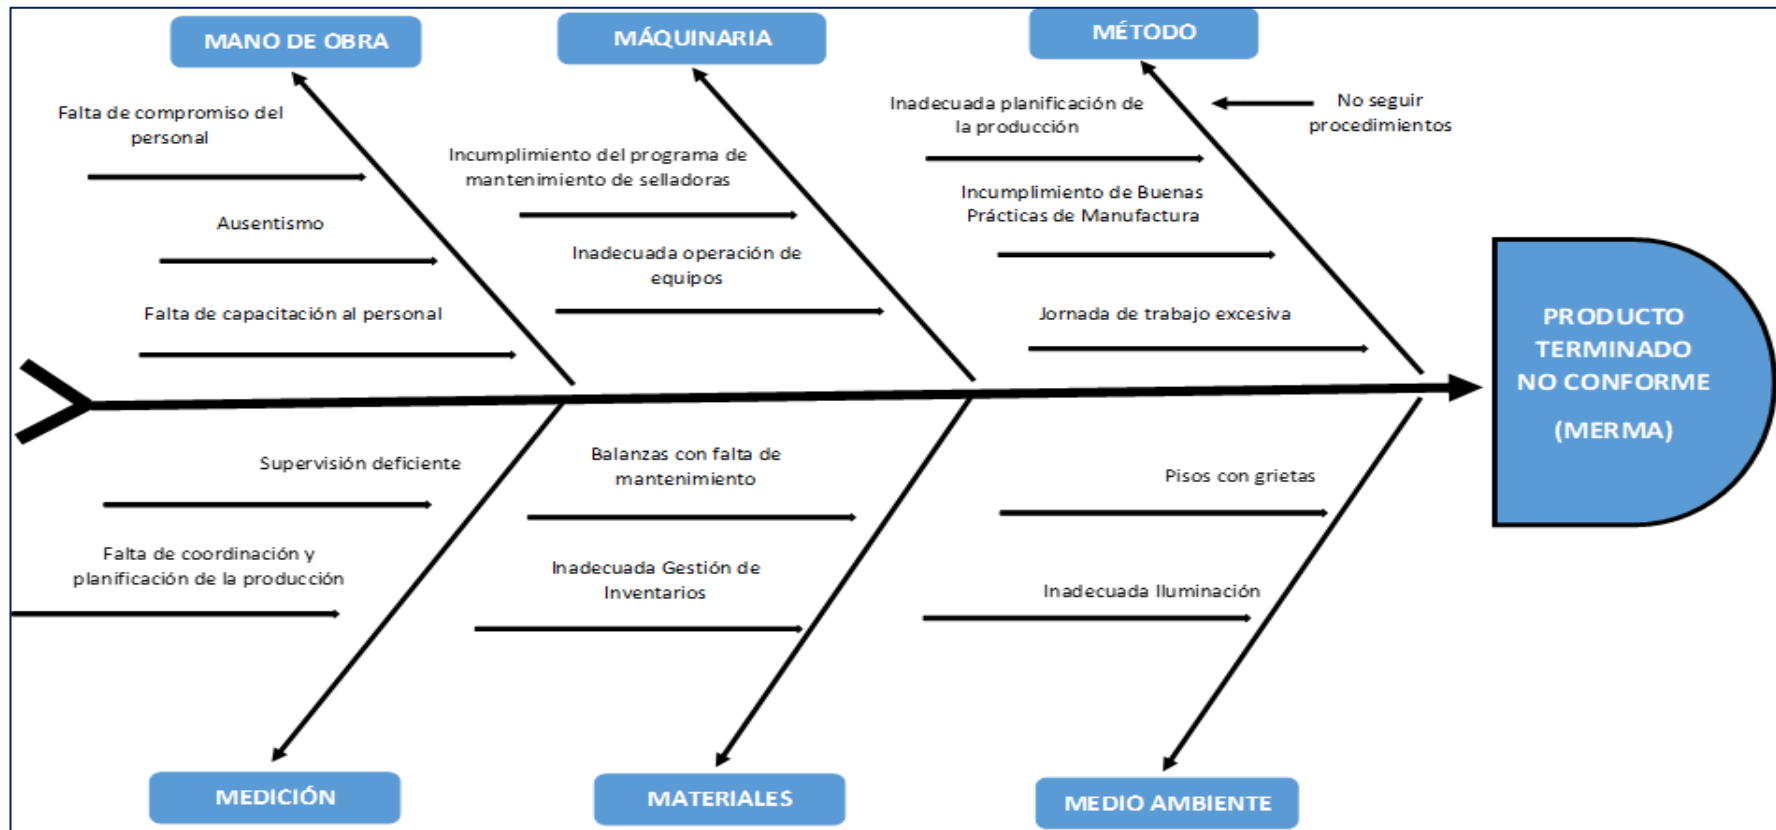 MANO DE OBRA
MÁQUINARIA
MÉTODO
Falta de compromiso del
personal
Ausentismo
Falta de capacitación al personal
Incumplimiento del programa de
mantenimiento de selladoras
Inadecuada operación de
equipos
Inadecuada planificación de
la producción
No seguir
procedimientos
Incumplimiento de Buenas
Prácticas de Manufactura
Jornada de trabajo excesiva
PRODUCTO
TERMINADO
NO CONFORME
(MERMA)
Supervisión deficiente
Falta de coordinación y
planificación de la producción
Balanzas con falta de
mantenimiento
Inadecuada Gestión de
Inventarios
Pisos con grietas
Inadecuada Iluminación
MEDICIÓN
MATERIALES
MEDIO AMBIENTE